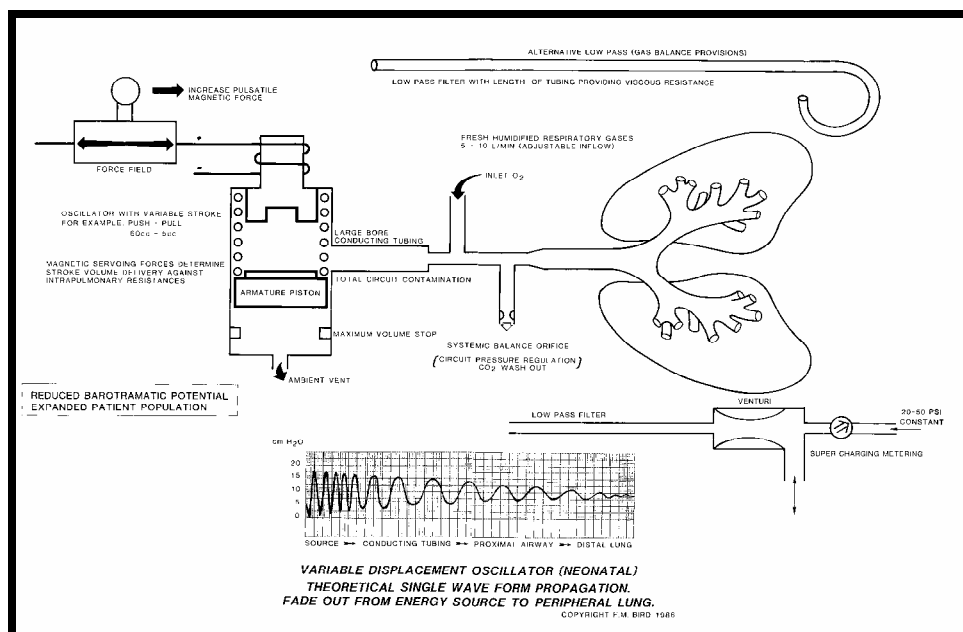 ALTERNATIVE LOW PASS (GAS BALANCE PROVISIONS)
LOW PASS FILTER WITH LENGTH OF TUBING PROVIDING VISCOUS RESISTANCE
INCREASE PULSATILE
MAGNETIC FORCE
FORCE FIELD
FRESH HUMIDIFIED RESPIRATORY GASES
5 - 10 L/MIN (ADJUSTABLE INFLOW)
INLET O2
OSCILLATOR WITH VARIABLE STROKE
FOR EXAMPLE, PUSH - PULL
60cc - 5cc
LARGE BORE
CONDUCTING TUBING
MAGNETIC SERVOING FORCES DETERMINE
STROKE VOLUME DELIVERY AGAINST
INTRAPULMONARY RESISTANCES
TOTAL CIRCUIT CONTAMINATION
ARMATURE PISTON
MAXIMUM VOLUME STOP
SYSTEMIC BALANCE ORIFICE
(CIRCUIT PRESSURE REGULATION)
CO2 WASH OUT
AMBIENT VENT
REDUCED BAROTRAMATIC POTENTIAL
EXPANDED PATIENT POPULATION
VENTURI
LOW PASS FILTER
20-50 PSI
CONSTANT
SUPER CHARGING METERING
cm H2O
20
15
10
5
0
SOURCE CONDUCTING TUBING PROXIMAL AIRWAY DISTAL LUNG
VARIABLE DISPLACEMENT OSCILLATOR (NEONATAL)
THEORETICAL SINGLE WAVE FORM PROPAGATION.
FADE OUT FROM ENERGY SOURCE TO PERIPHERAL LUNG.
COPYRIGHT F.M. BIRD 1986